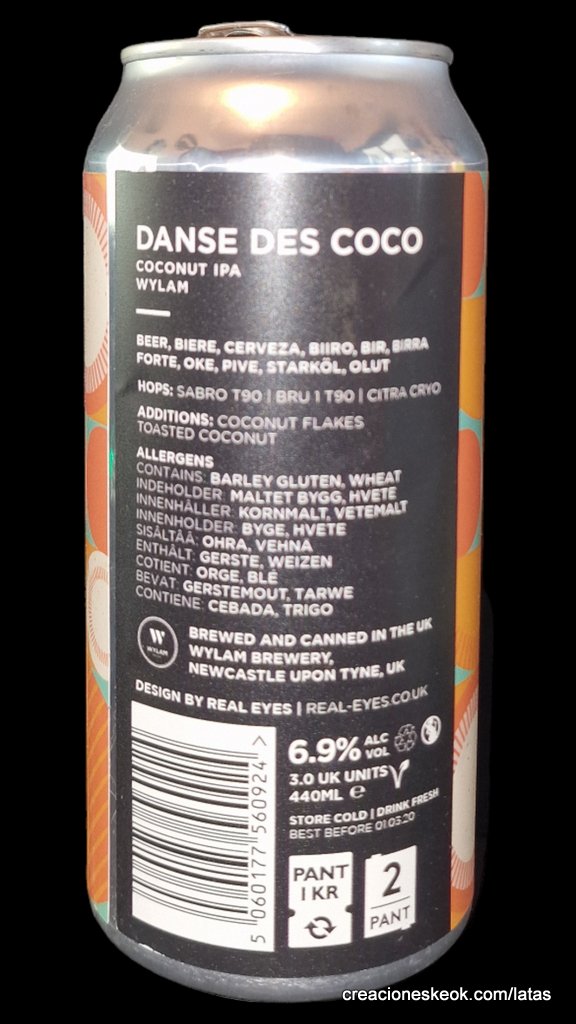 DANSE DES COCO
COCONUT IPA
WYLAM
BEER, BIERE, CERVEZA, BIIRO, BIR, BIRRA
FORTE, OKE, PIVE, STARKÖL, OLUT
HOPS: SABRO T90 | BRU 1 T90 | CITRA CRYO
ADDITIONS: COCONUT FLAKES
TOASTED COCONUT
ALLERGENS
CONTAINS: BARLEY GLUTEN, WHEAT
INDEHOLDER: MALTET BYGG, HVETE
INNENHÅLLER: KORNMALT, VETEMALT
INNENHOLDER: BYGE, HVETE
SISÄLTÄÄ: OHRA, VEHNÄ
ENTHÄLT: GERSTE, WEIZEN
COTIENT: ORGE, BLÉ
BEVAT: GERSTEMOUT, TARWE
CONTIENE: CEBADA, TRIGO
W
WYLAM
BREWED AND CANNED IN THE UK
WYLAM BREWERY,
NEWCASTLE UPON TYNE, UK
DESIGN BY REAL EYES | REAL-EYES.CO.UK
5 060177 560924 >
6.9% ALC
VOL
3.0 UK UNITS
440ML e
STORE COLD | DRINK FRESH
BEST BEFORE 01.03.20
PANT
1 KR
2
PANT
creacioneskeok.com/latas